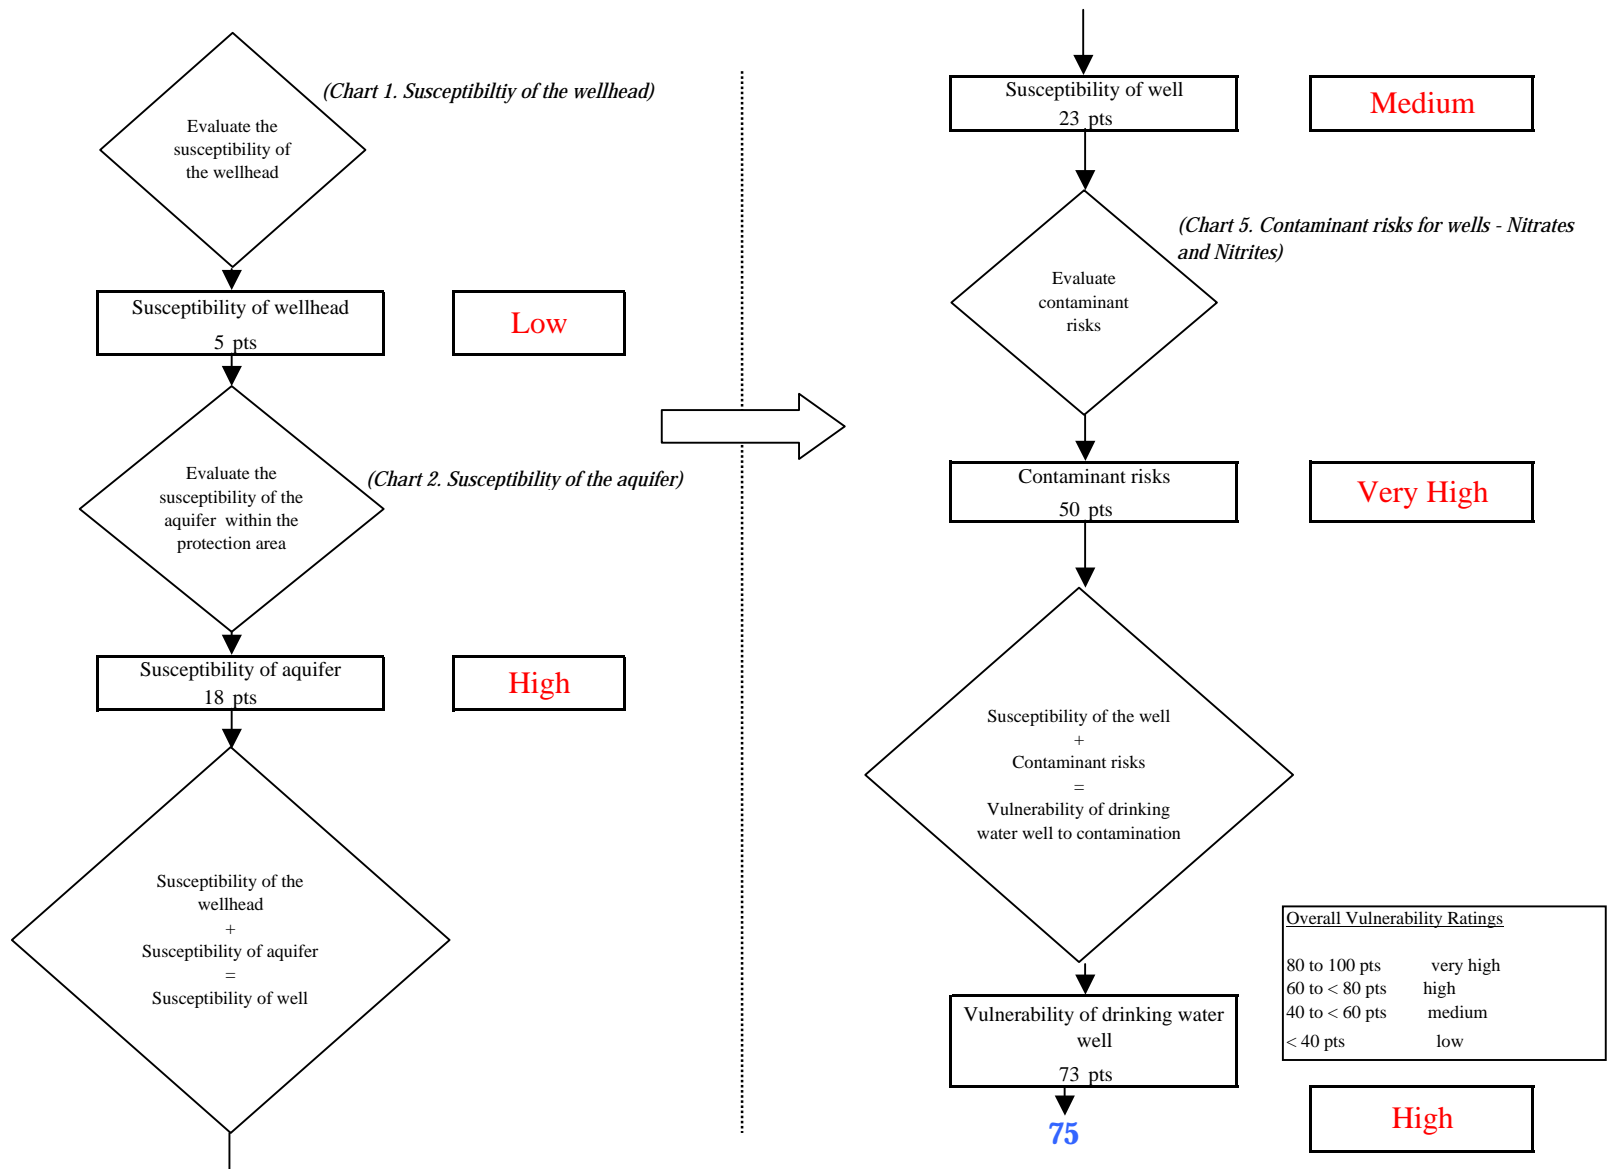 (Chart 1. Susceptibiltiy of the wellhead)
Evaluate the
susceptibility of
the wellhead
Susceptibility of wellhead
5 pts
Low
Evaluate the
susceptibility of the
aquifer within the
protection area
(Chart 2. Susceptibility of the aquifer)
Susceptibility of aquifer
18 pts
High
Susceptibility of the
wellhead
+
Susceptibility of aquifer
=
Susceptibility of well
Susceptibility of well
23 pts
Medium
(Chart 5. Contaminant risks for wells - Nitrates
and Nitrites)
Evaluate
contaminant
risks
Contaminant risks
50 pts
Very High
Susceptibility of the well
+
Contaminant risks
=
Vulnerability of drinking
water well to contamination
Overall Vulnerability Ratings
80 to 100 pts very high
60 to < 80 pts high
40 to < 60 pts medium
< 40 pts low
Vulnerability of drinking water
well
73 pts
75
High